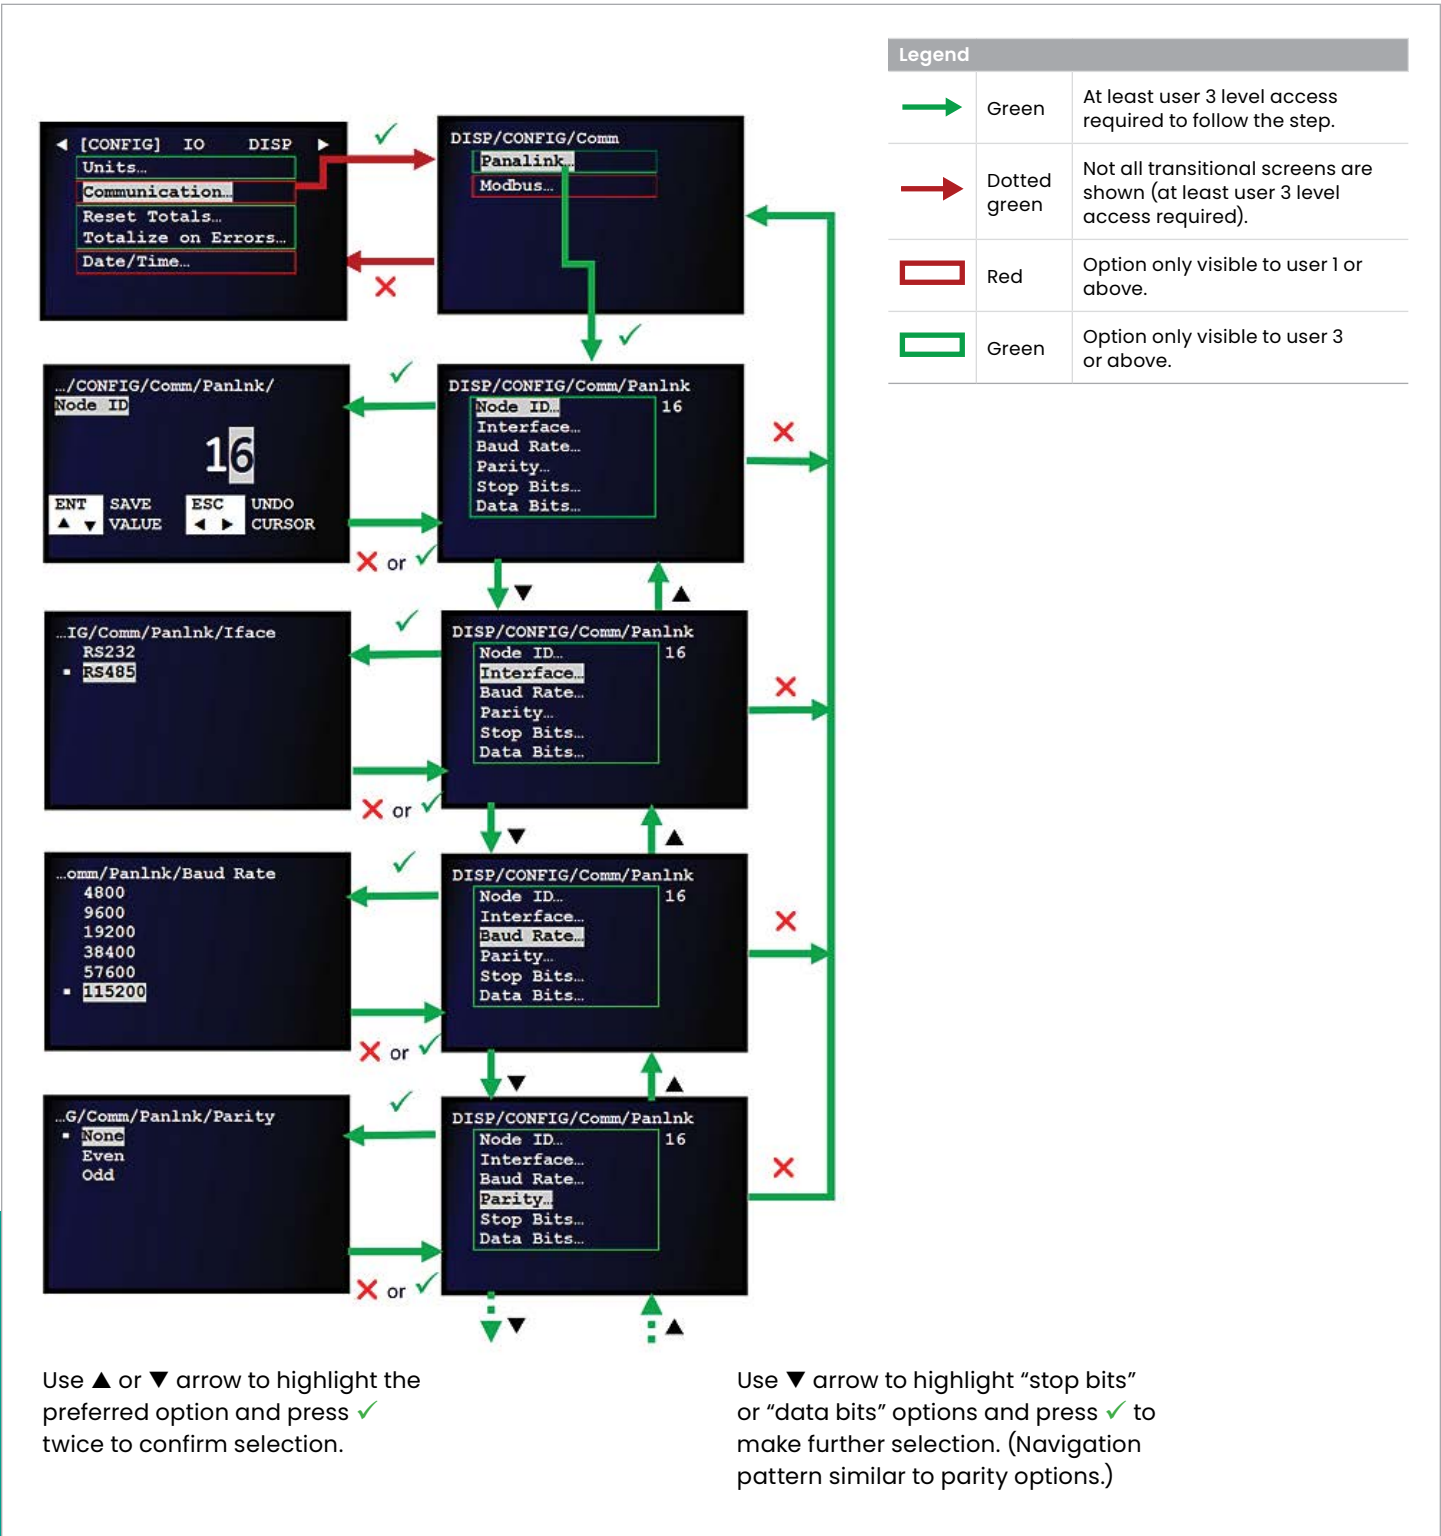 Legend
Green
At least user 3 level access
required to follow the step.
Dotted
green
Not all transitional screens are
shown (at least user 3 level
access required).
Red
Option only visible to user 1 or
above.
Green
Option only visible to user 3
or above.
◀ [CONFIG] IO DISP ▶
Units…
Communication…
Reset Totals…
Totalize on Errors…
Date/Time…
✓
✕
DISP/CONFIG/Comm
Panalink…
Modbus…
✓
…/CONFIG/Comm/Panlnk/
Node ID
16
ENT SAVE ESC UNDO
▲ ▼ VALUE ◀ ▶ CURSOR
✓
✕ or ✓
DISP/CONFIG/Comm/Panlnk
Node ID… 16
Interface…
Baud Rate…
Parity…
Stop Bits…
Data Bits…
✕
▼ ▲
…IG/Comm/Panlnk/Iface
RS232
▪ RS485
✓
✕ or ✓
DISP/CONFIG/Comm/Panlnk
Node ID… 16
Interface…
Baud Rate…
Parity…
Stop Bits…
Data Bits…
✕
▼ ▲
…omm/Panlnk/Baud Rate
4800
9600
19200
38400
57600
▪ 115200
✓
✕ or ✓
DISP/CONFIG/Comm/Panlnk
Node ID… 16
Interface…
Baud Rate…
Parity…
Stop Bits…
Data Bits…
✕
▼ ▲
…G/Comm/Panlnk/Parity
▪ None
Even
Odd
✓
✕ or ✓
DISP/CONFIG/Comm/Panlnk
Node ID… 16
Interface…
Baud Rate…
Parity…
Stop Bits…
Data Bits…
✕
▼ ▲
Use ▲ or ▼ arrow to highlight the
preferred option and press ✓
twice to confirm selection.
Use ▼ arrow to highlight “stop bits”
or “data bits” options and press ✓ to
make further selection. (Navigation
pattern similar to parity options.)